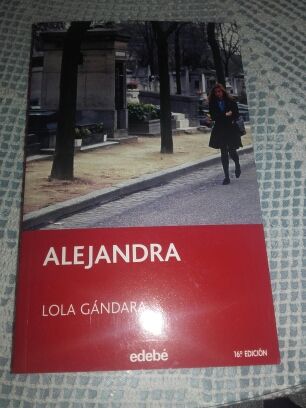 ALEJANDRA
LOLA GÁNDARA
edebé
16ª EDICIÓN